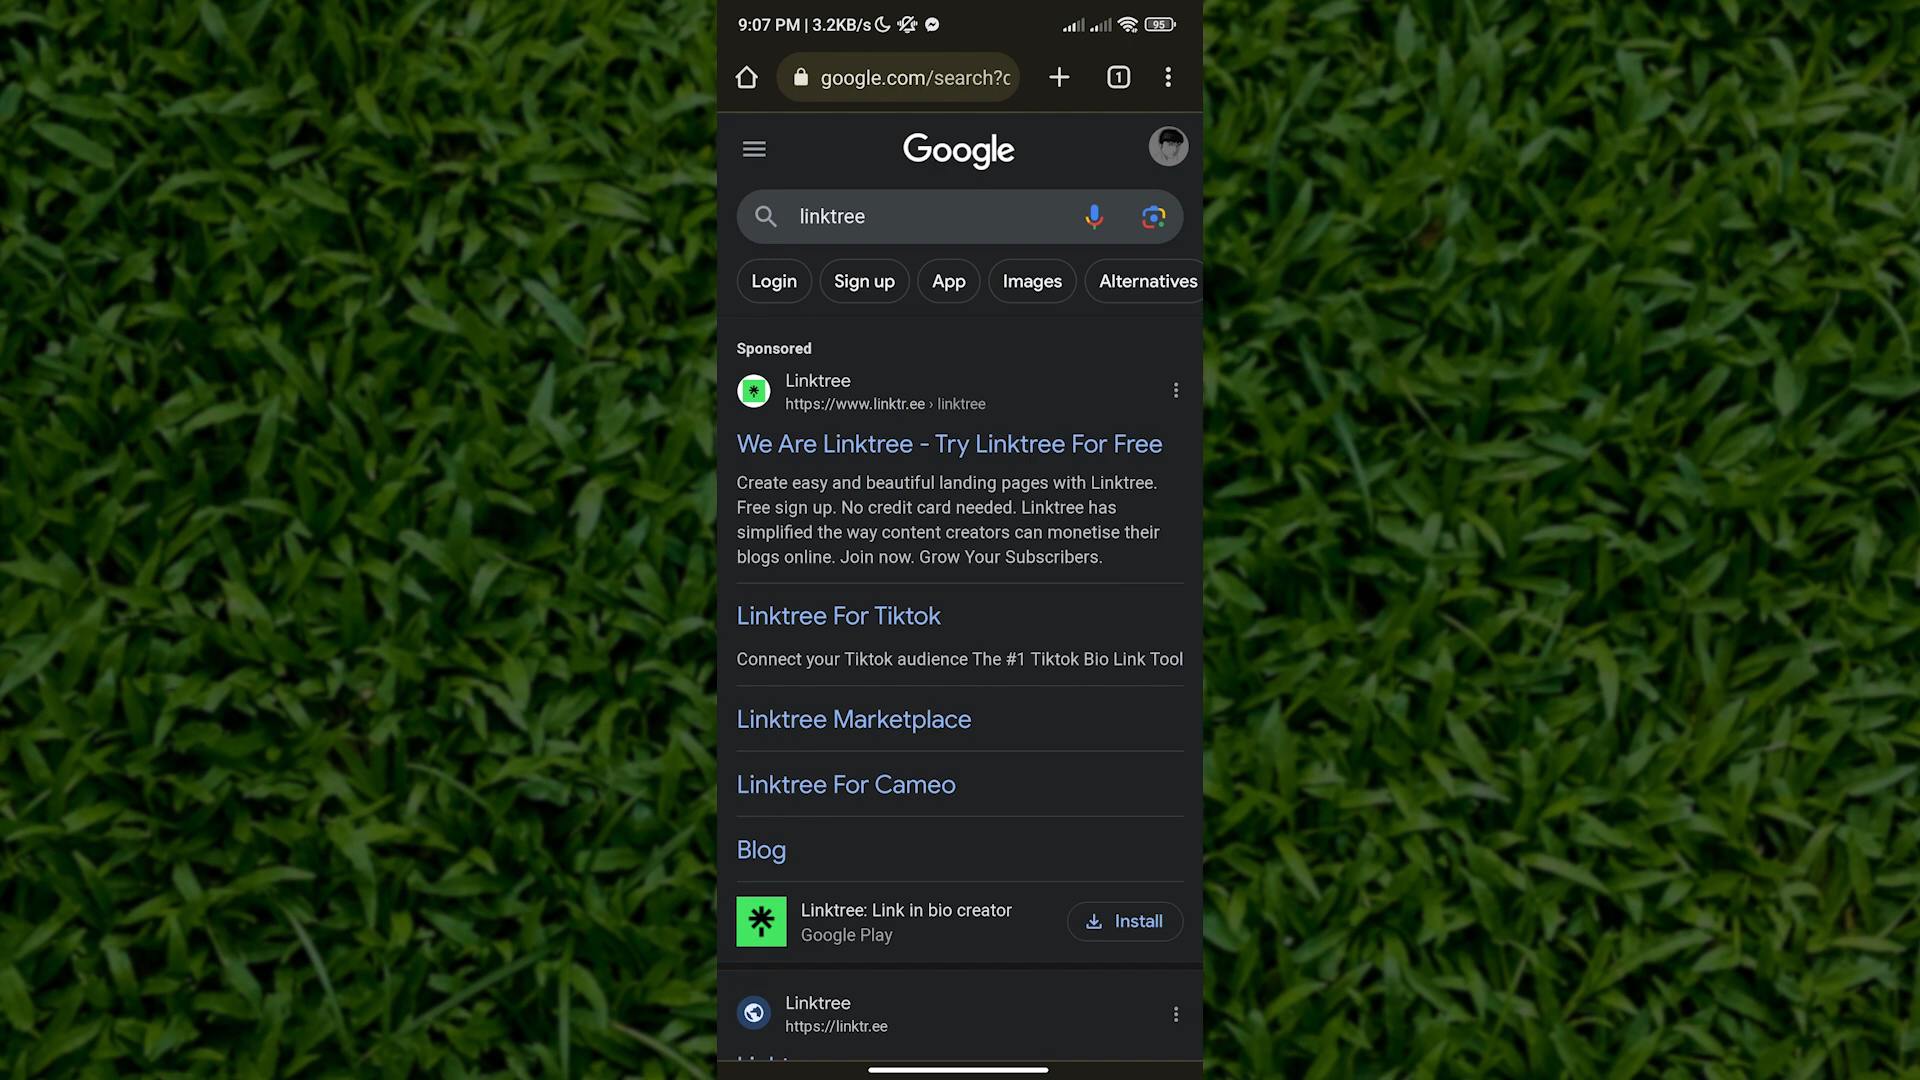 9:07 PM | 3.2KB/s
95
google.com/search?c
1
Google
linktree
Login
Sign up
App
Images
Alternatives
Sponsored
Linktree
https://www.linktr.ee › linktree
We Are Linktree - Try Linktree For Free
Create easy and beautiful landing pages with Linktree.
Free sign up. No credit card needed. Linktree has
simplified the way content creators can monetise their
blogs online. Join now. Grow Your Subscribers.
Linktree For Tiktok
Connect your Tiktok audience The #1 Tiktok Bio Link Tool
Linktree Marketplace
Linktree For Cameo
Blog
Linktree: Link in bio creator
Google Play
Install
Linktree
https://linktr.ee